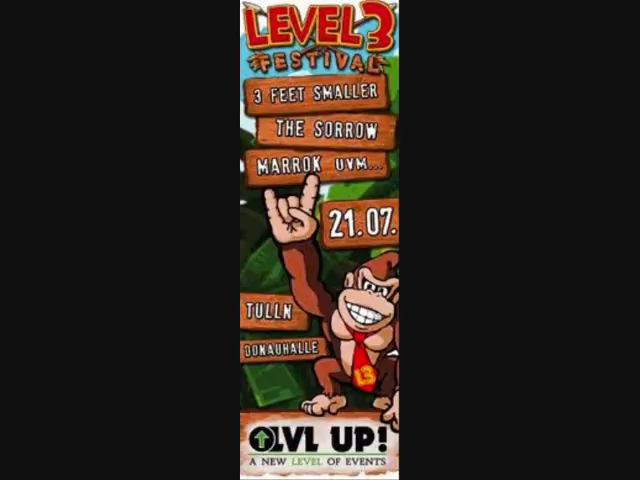 LEVEL 3
FESTIVAL
3 FEET SMALLER
THE SORROW
MARROK UVM...
21.07.
TULLN
DONAUHALLE
L3
LVL UP!
A NEW LEVEL OF EVENTS